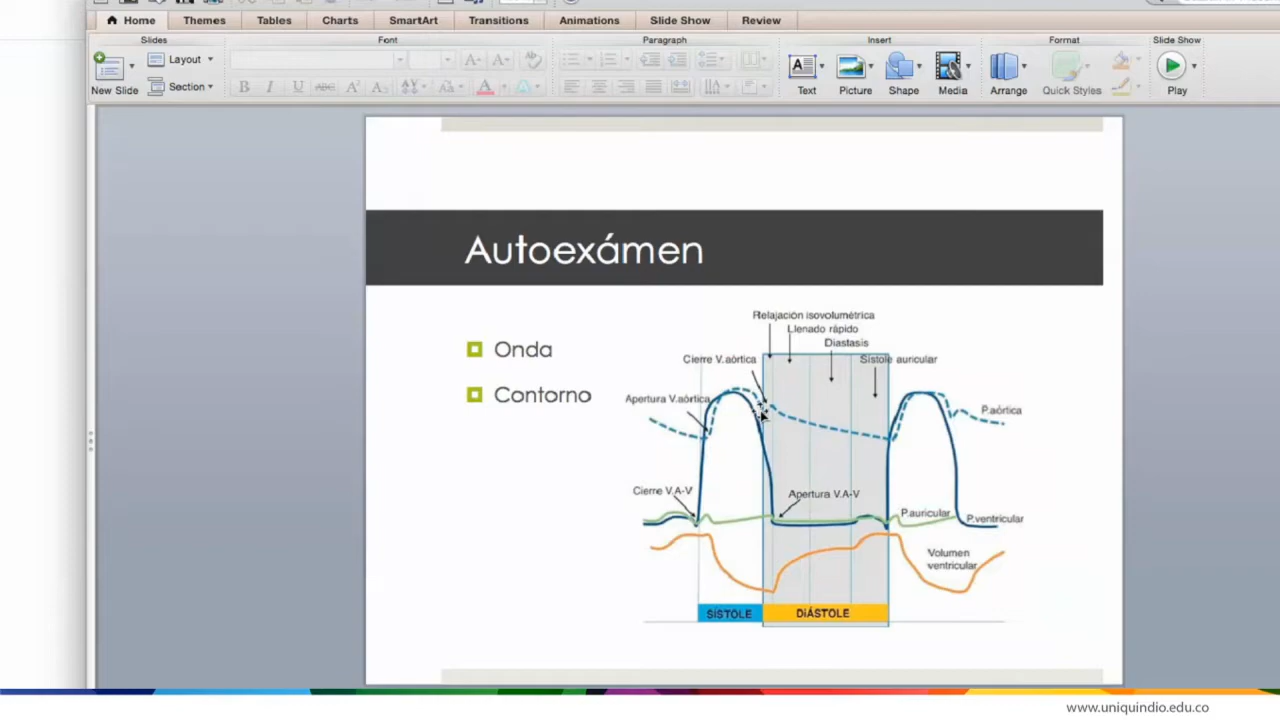 Home Themes Tables Charts SmartArt Transitions Animations Slide Show Review
Slides Font Paragraph Insert Format Slide Show
New Slide Layout Section Text Picture Shape Media Arrange Quick Styles Play
Autoexámen
Onda
Contorno
Relajación isovolumétrica
Llenado rápido
Diastasis
Cierre V.aórtica
Sístole auricular
Apertura V.aórtica
P.aórtica
Cierre V.A-V
Apertura V.A-V
P.auricular
P.ventricular
Volumen
ventricular
SÍSTOLE
DIÁSTOLE
www.uniquindio.edu.co